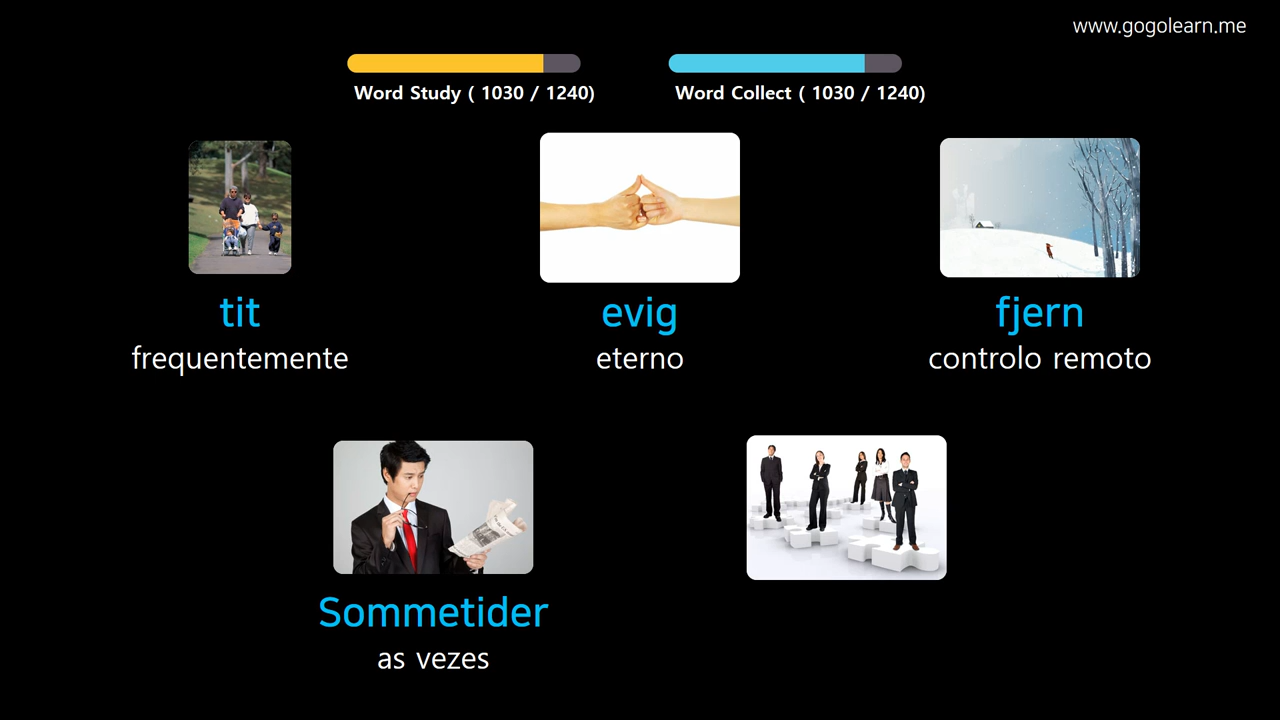 www.gogolearn.me
Word Study ( 1030 / 1240)
Word Collect ( 1030 / 1240)
tit
frequentemente
evig
eterno
fjern
controlo remoto
Sommetider
as vezes